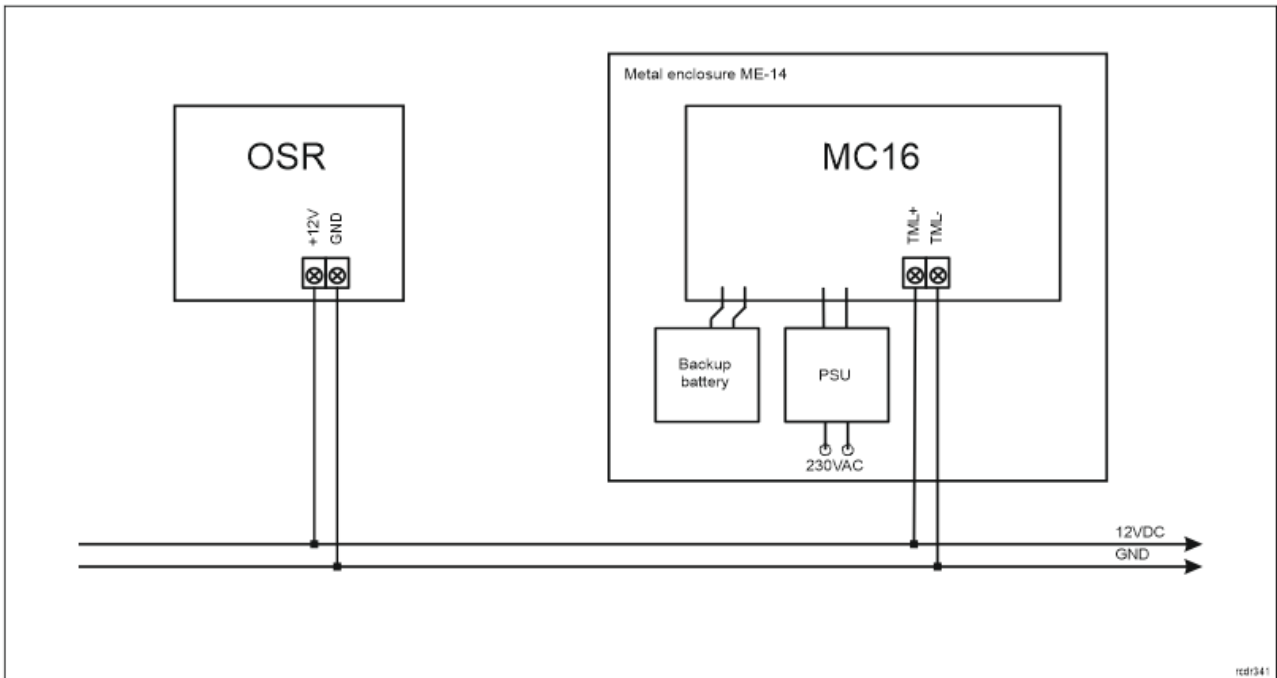 Metal enclosure ME-14
OSR
MC16
+12V
GND
TML+
TML-
Backup
battery
PSU
230VAC
12VDC
GND
rcdr341